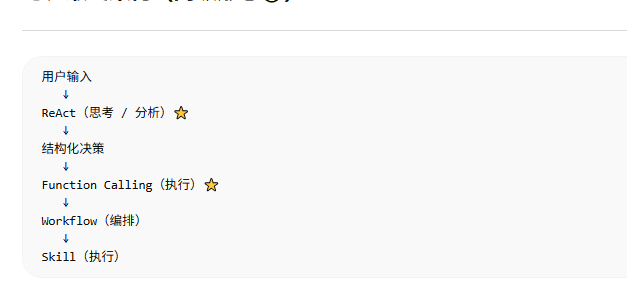 用户输入
↓
ReAct（思考 / 分析）⭐
↓
结构化决策
↓
Function Calling（执行）⭐
↓
Workflow（编排）
↓
Skill（执行）